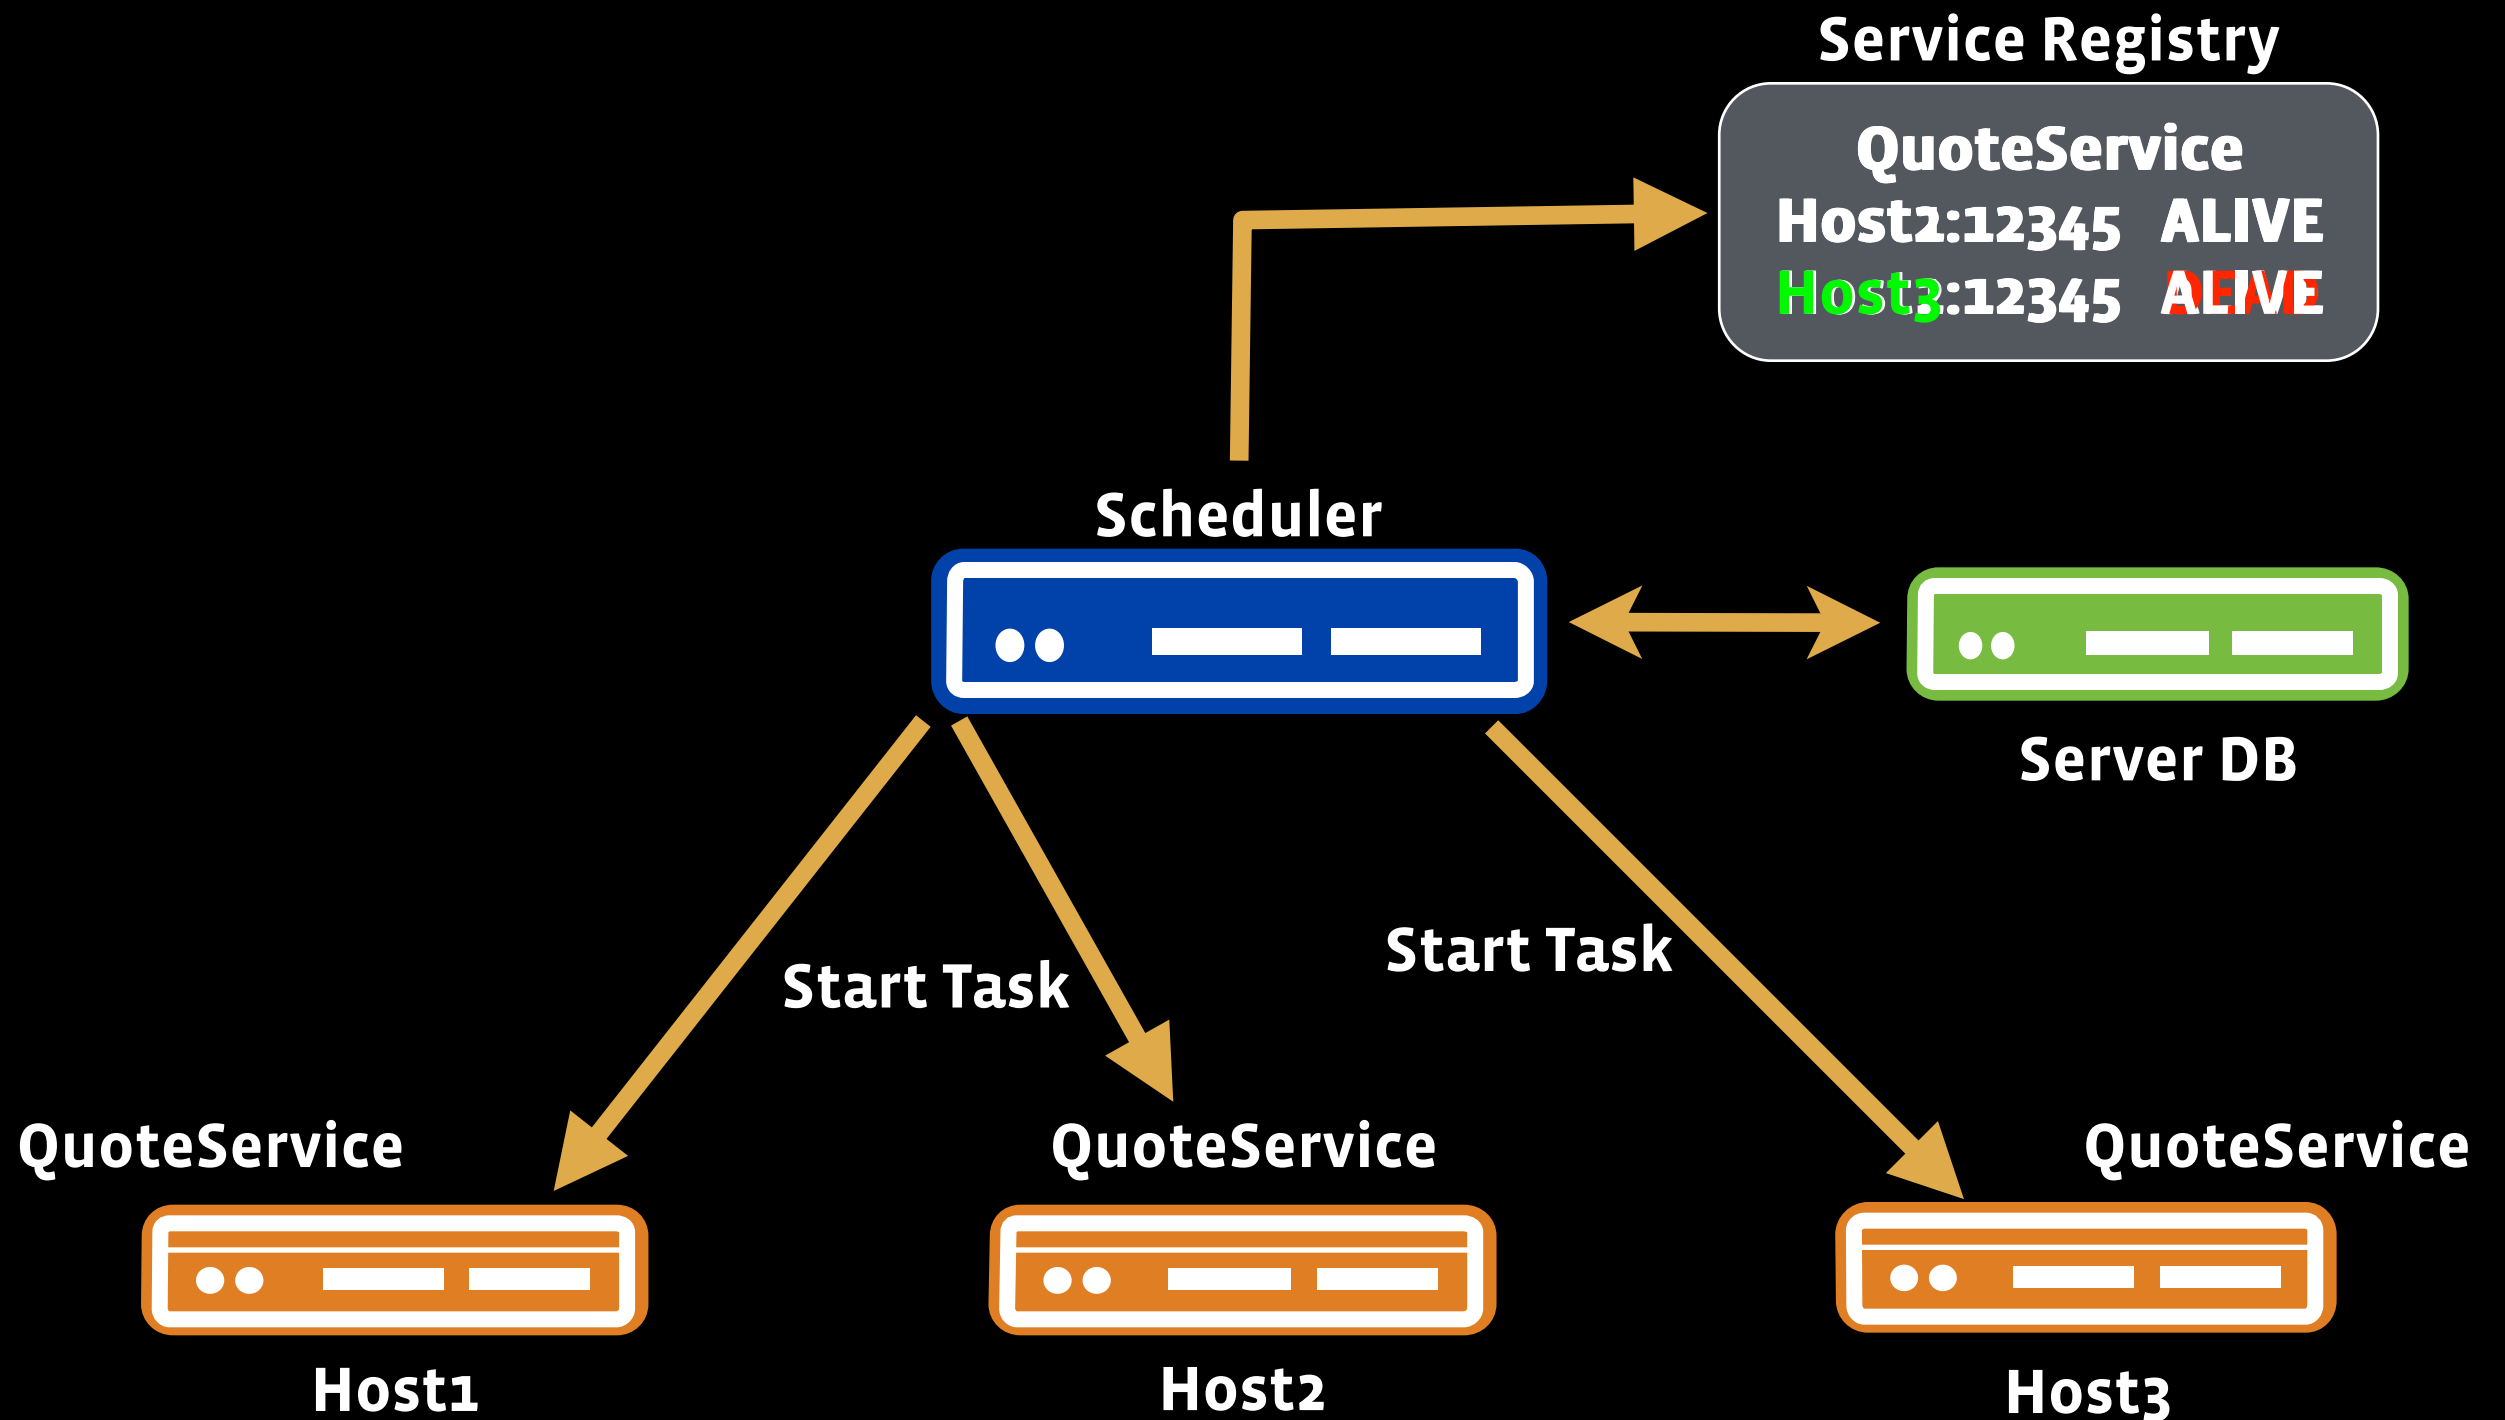 Service Registry
QuoteService
Host2:12345 ALIVE
Host3:12345 ALIVE
Scheduler
Server DB
Start Task
Start Task
QuoteService
QuoteService
QuoteService
Host1
Host2
Host3